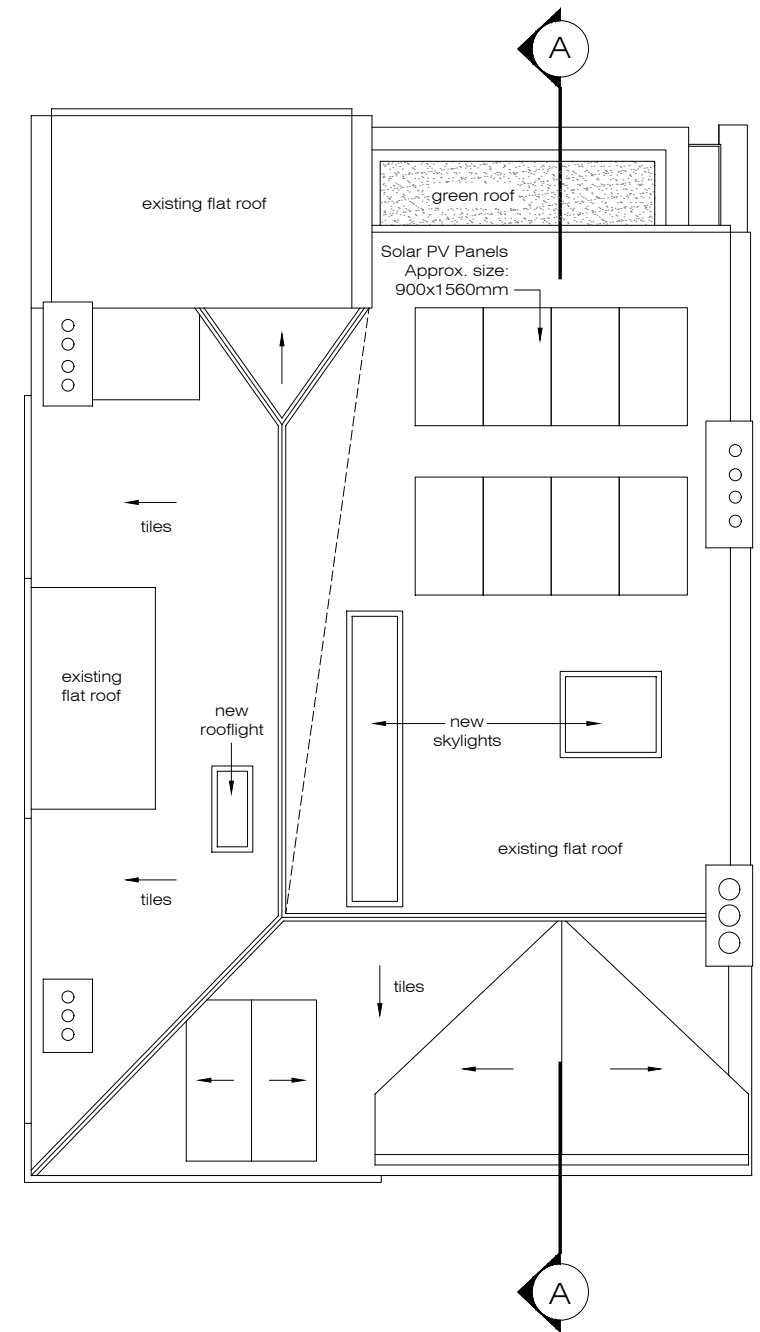 A
existing flat roof
green roof
Solar PV Panels
Approx. size:
900x1560mm
tiles
existing
flat roof
new
rooflight
new
skylights
existing flat roof
tiles
tiles
A